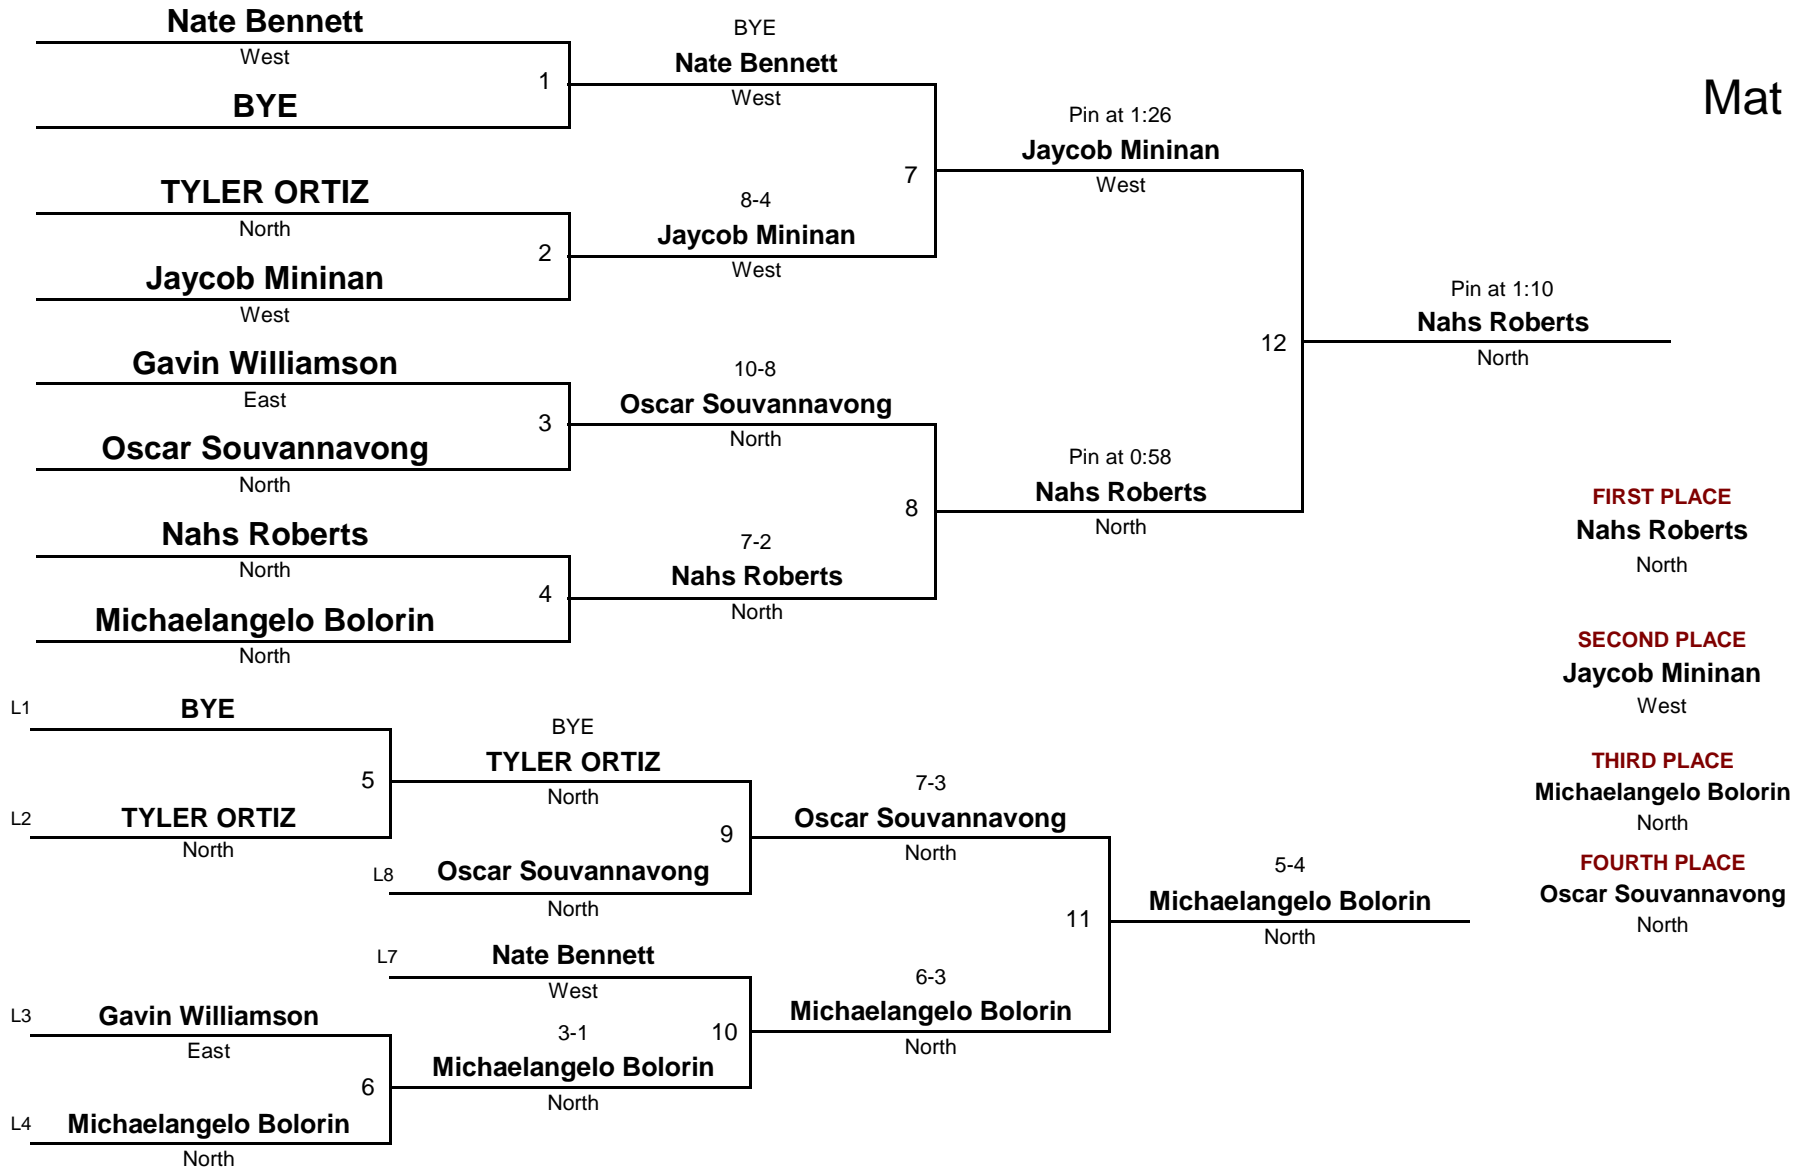 Nate Bennett
West
1
BYE
BYE
Nate Bennett
West
Mat
TYLER ORTIZ
North
2
Jaycob Mininan
West
8-4
Jaycob Mininan
West
7
Pin at 1:26
Jaycob Mininan
West
Gavin Williamson
East
3
Oscar Souvannavong
North
10-8
Oscar Souvannavong
North
Nahs Roberts
North
4
Michaelangelo Bolorin
North
7-2
Nahs Roberts
North
8
Pin at 0:58
Nahs Roberts
North
12
Pin at 1:10
Nahs Roberts
North
FIRST PLACE
Nahs Roberts
North
SECOND PLACE
Jaycob Mininan
West
THIRD PLACE
Michaelangelo Bolorin
North
FOURTH PLACE
Oscar Souvannavong
North
L1
BYE
5
L2
TYLER ORTIZ
North
BYE
TYLER ORTIZ
North
9
L8
Oscar Souvannavong
North
7-3
Oscar Souvannavong
North
L7
Nate Bennett
West
L3
Gavin Williamson
East
6
L4
Michaelangelo Bolorin
North
3-1
Michaelangelo Bolorin
North
10
6-3
Michaelangelo Bolorin
North
11
5-4
Michaelangelo Bolorin
North